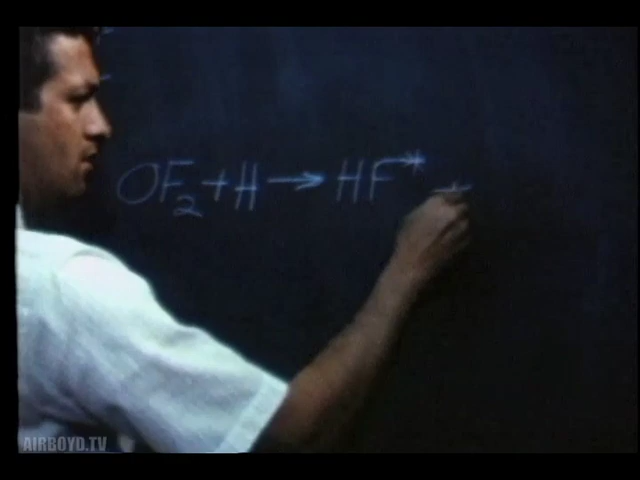 OF₂ + H → HF* +
AIRBOYD.TV